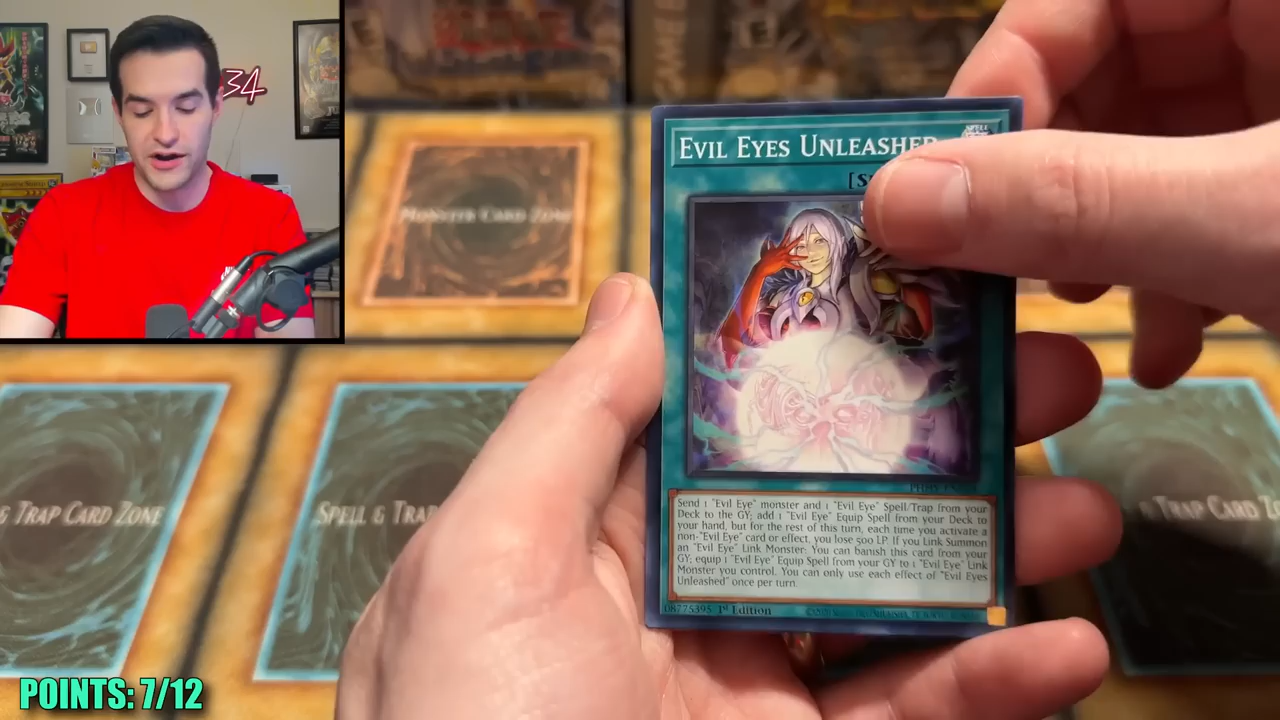 34
MONSTER CARD ZONE
EVIL EYES UNLEASHED
Send 1 "Evil Eye" monster and 1 "Evil Eye" Spell/Trap from your
Deck to the GY; add 1 "Evil Eye" Equip Spell from your Deck to
your hand, but for the rest of this turn, each time you activate a
non-"Evil Eye" card or effect, you lose 500 LP. If you Link Summon
an "Evil Eye" Link Monster: You can banish this card from your
GY; equip 1 "Evil Eye" Equip Spell from your GY to 1 "Evil Eye" Link
Monster you control. You can only use each effect of "Evil Eyes
Unleashed" once per turn.
08775395 1st Edition
& TRAP CARD ZONE
SPELL & TRAP
TRAP CARD
POINTS: 7/12